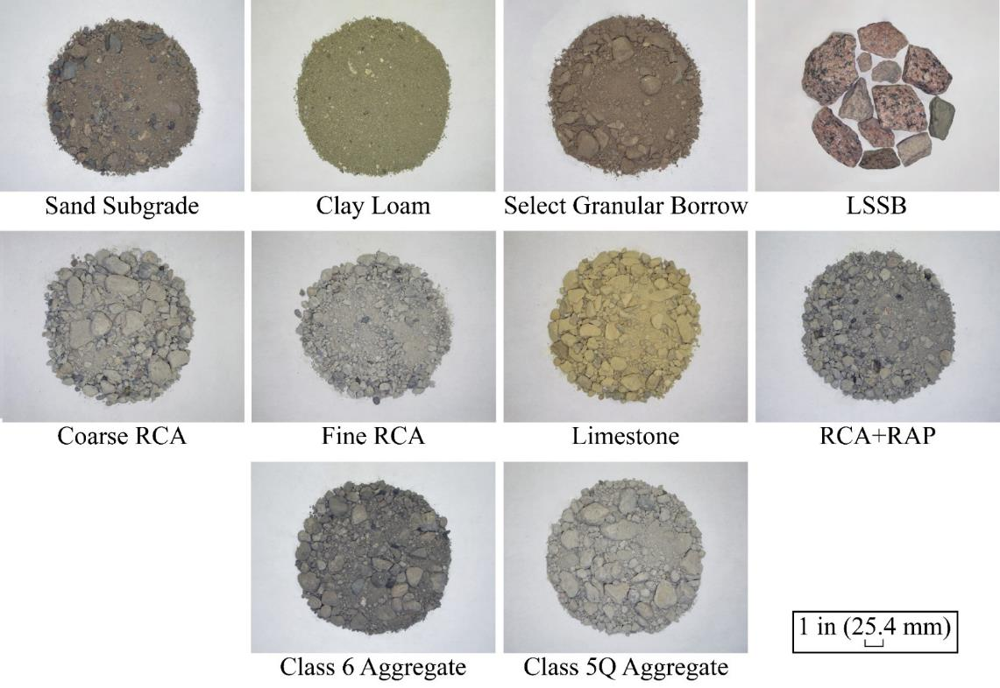 Sand Subgrade
Clay Loam
Select Granular Borrow
LSSB
Coarse RCA
Fine RCA
Limestone
RCA+RAP
Class 6 Aggregate
Class 5Q Aggregate
1 in (25.4 mm)